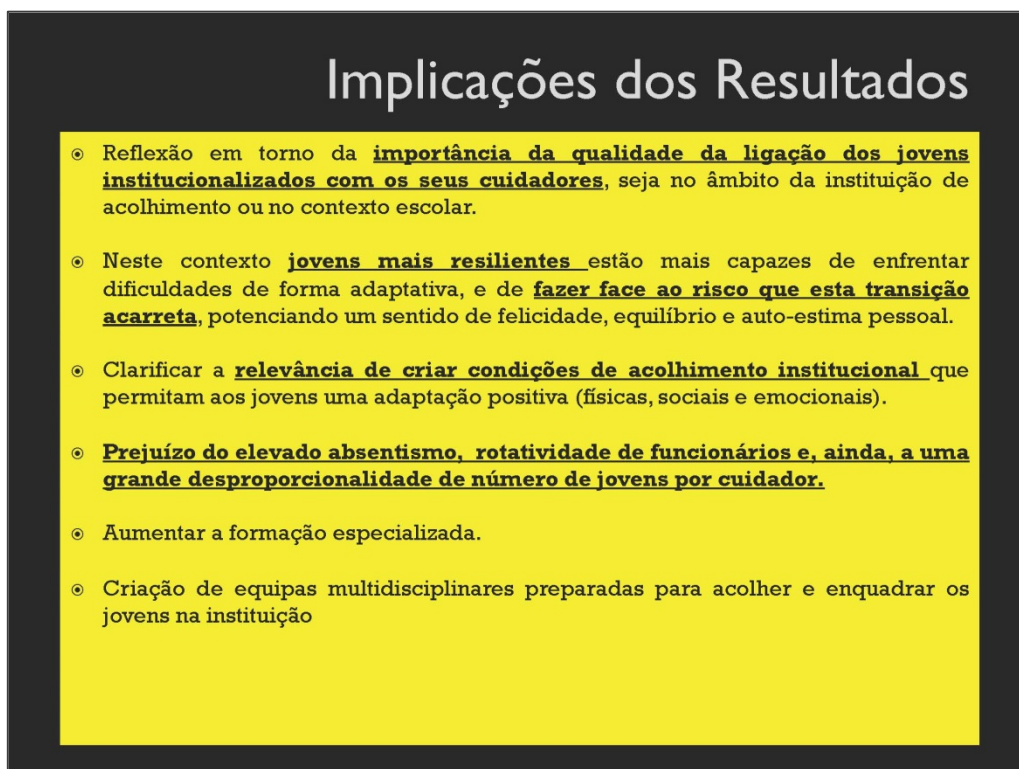 Implicações dos Resultados
Reflexão em torno da importância da qualidade da ligação dos jovens
institucionalizados com os seus cuidadores, seja no âmbito da instituição de
acolhimento ou no contexto escolar.
Neste contexto jovens mais resilientes estão mais capazes de enfrentar
dificuldades de forma adaptativa, e de fazer face ao risco que esta transição
acarreta, potenciando um sentido de felicidade, equilíbrio e auto-estima pessoal.
Clarificar a relevância de criar condições de acolhimento institucional que
permitam aos jovens uma adaptação positiva (físicas, sociais e emocionais).
Prejuízo do elevado absentismo, rotatividade de funcionários e, ainda, a uma
grande desproporcionalidade de número de jovens por cuidador.
Aumentar a formação especializada.
Criação de equipas multidisciplinares preparadas para acolher e enquadrar os
jovens na instituição